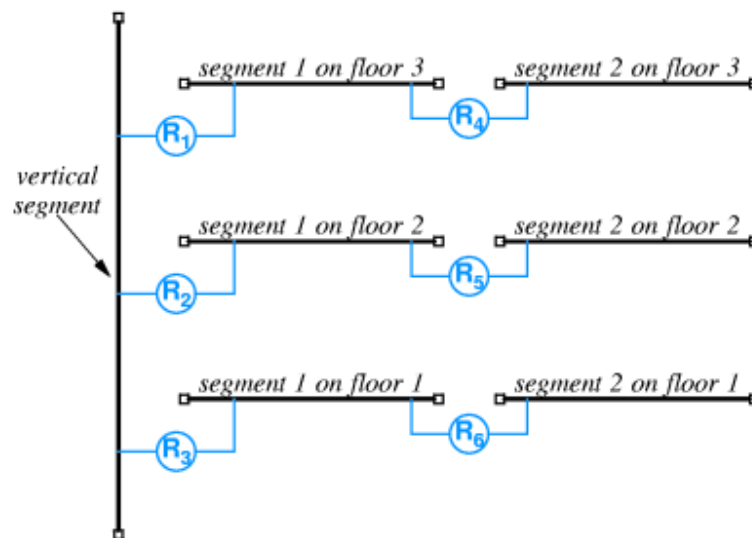 segment 1 on floor 3
segment 2 on floor 3
R1
R4
vertical
segment
segment 1 on floor 2
segment 2 on floor 2
R2
R5
segment 1 on floor 1
segment 2 on floor 1
R3
R6